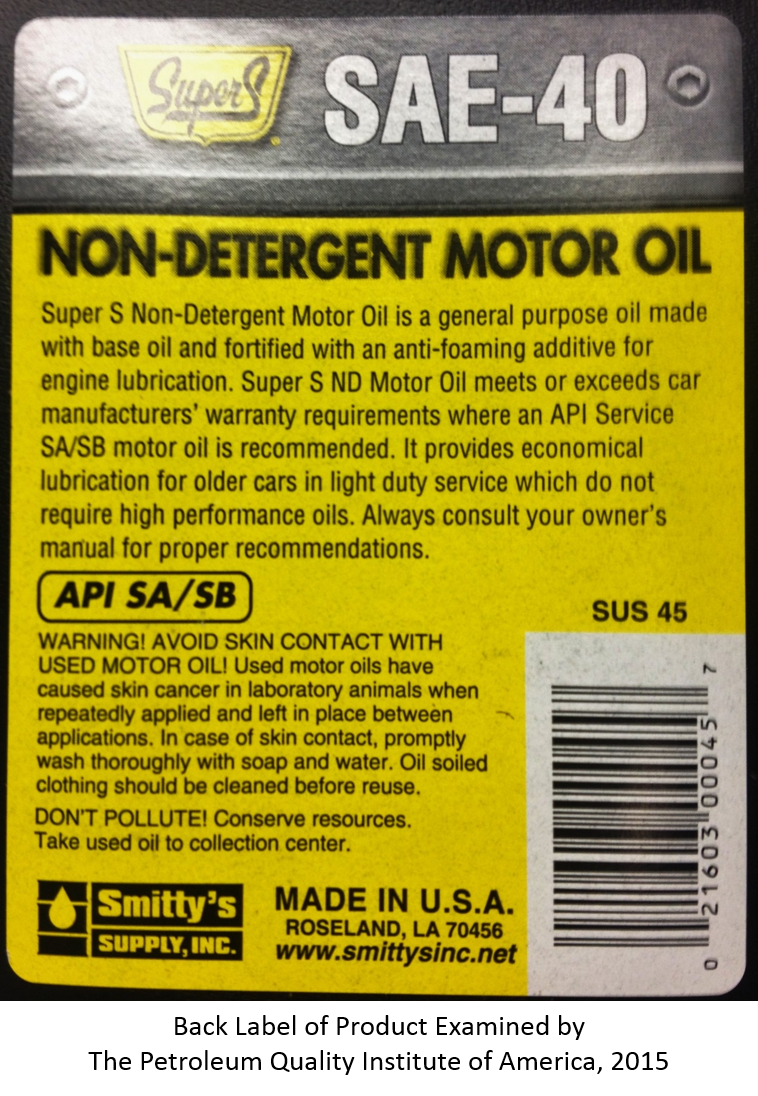 Super S
SAE-40
NON-DETERGENT MOTOR OIL
Super S Non-Detergent Motor Oil is a general purpose oil made
with base oil and fortified with an anti-foaming additive for
engine lubrication. Super S ND Motor Oil meets or exceeds car
manufacturers' warranty requirements where an API Service
SA/SB motor oil is recommended. It provides economical
lubrication for older cars in light duty service which do not
require high performance oils. Always consult your owner's
manual for proper recommendations.
API SA/SB
SUS 45
WARNING! AVOID SKIN CONTACT WITH
USED MOTOR OIL! Used motor oils have
caused skin cancer in laboratory animals when
repeatedly applied and left in place between
applications. In case of skin contact, promptly
wash thoroughly with soap and water. Oil soiled
clothing should be cleaned before reuse.
DON'T POLLUTE! Conserve resources.
Take used oil to collection center.
0 21603 00045 7
Smitty's
SUPPLY, INC.
MADE IN U.S.A.
ROSELAND, LA 70456
www.smittysinc.net
Back Label of Product Examined by
The Petroleum Quality Institute of America, 2015